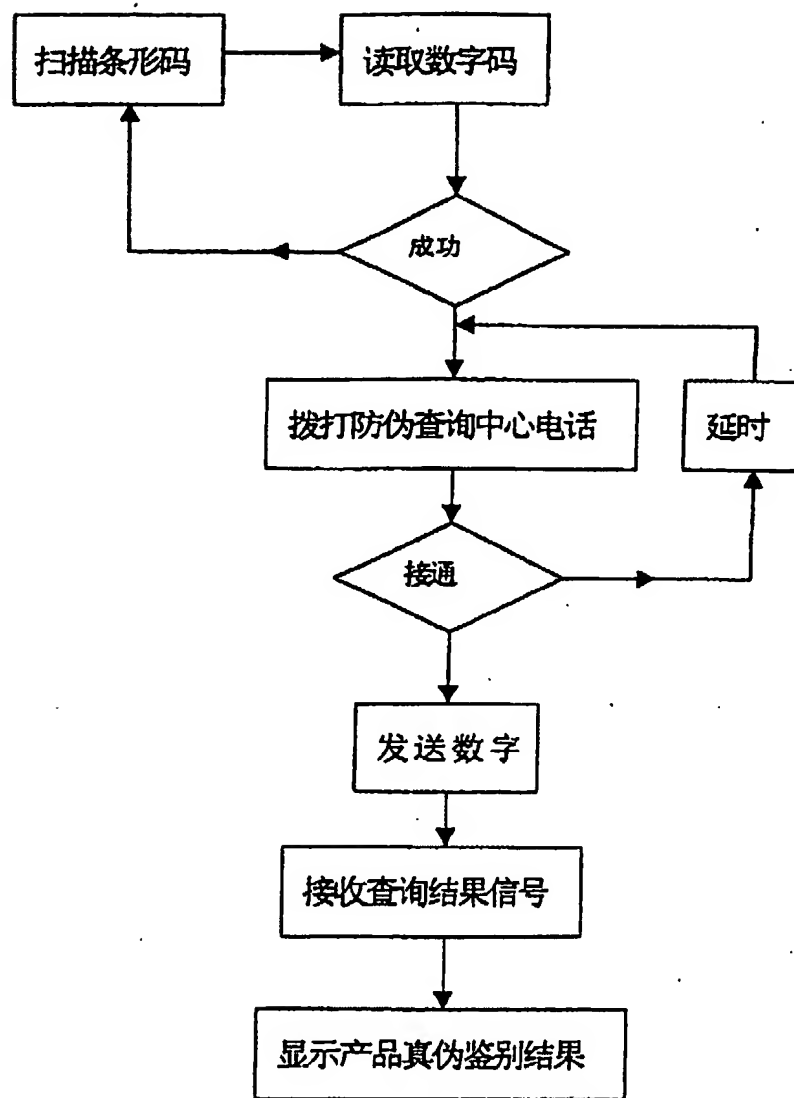 扫描条形码
读取数字码
成功
拨打防伪查询中心电话
延时
接通
发送数字
接收查询结果信号
显示产品真伪鉴别结果